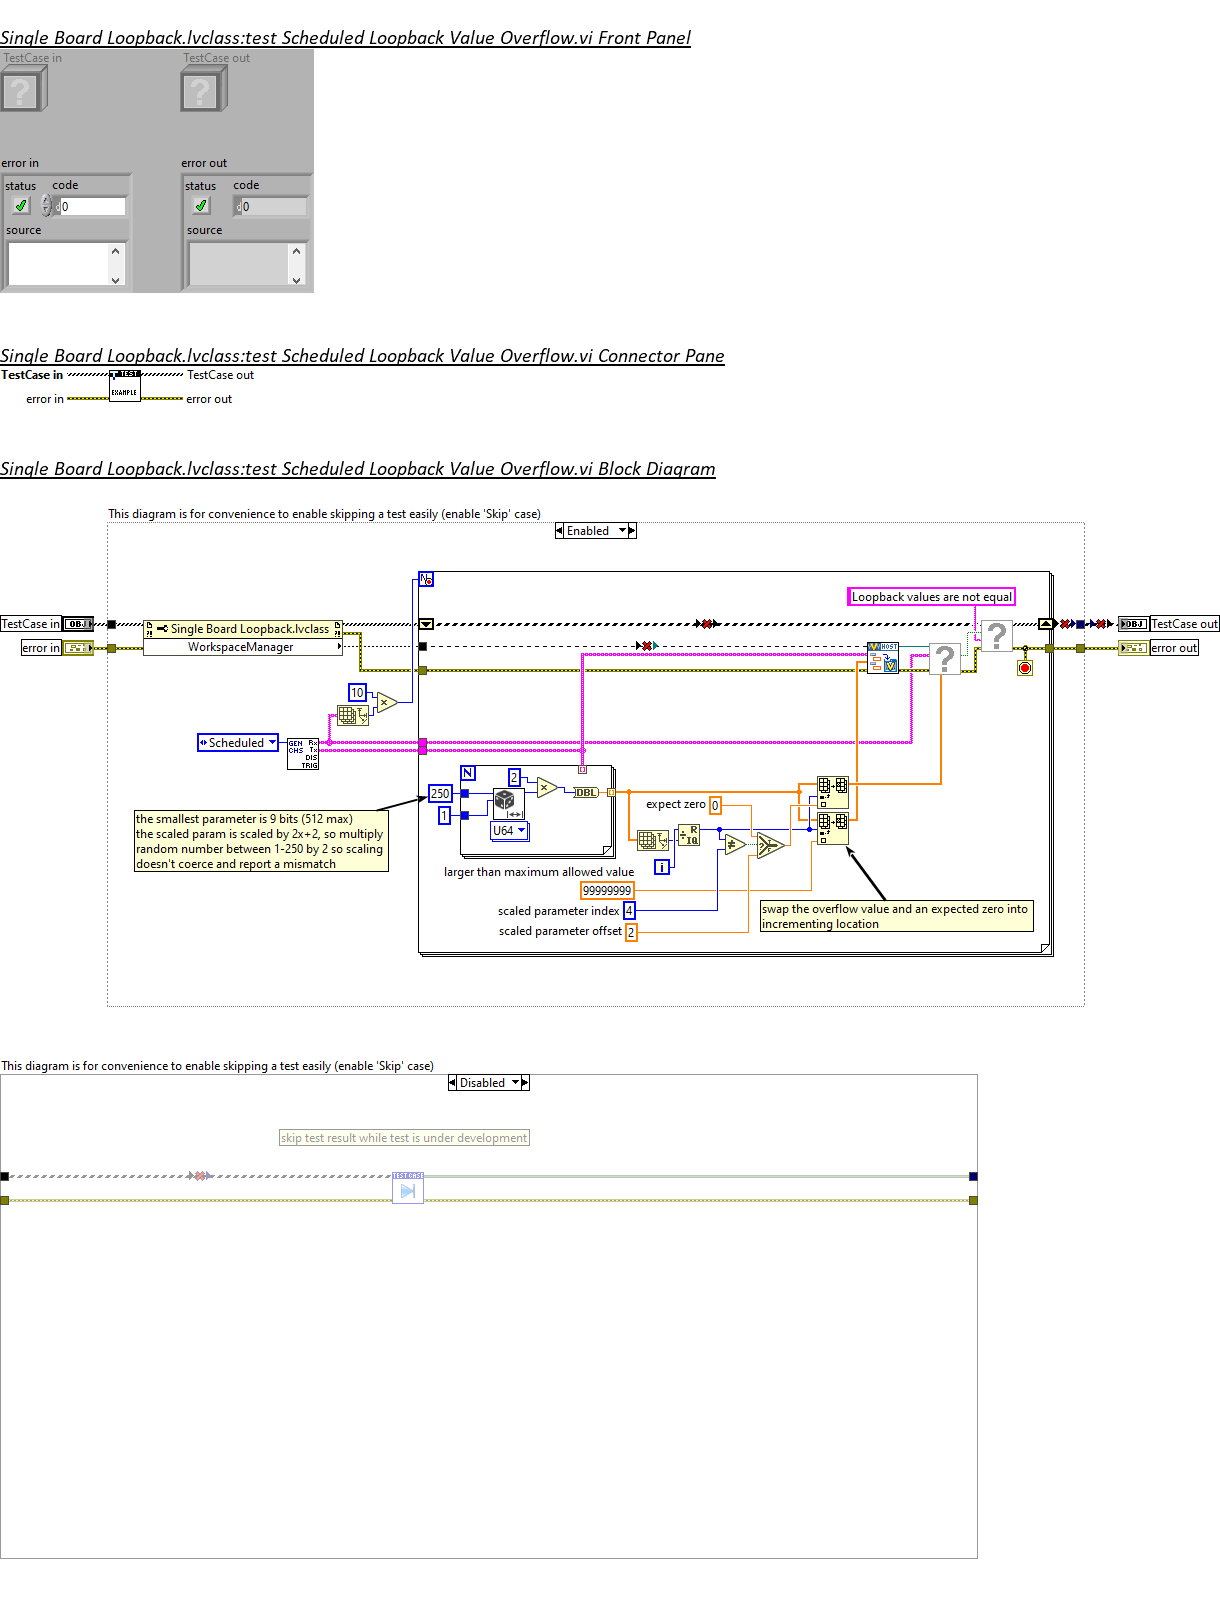 Single Board Loopback.lvclass:test Scheduled Loopback Value Overflow.vi Front Panel
TestCase in
TestCase out
error in
error out
status
code
status
code
0
0
source
source
Single Board Loopback.lvclass:test Scheduled Loopback Value Overflow.vi Connector Pane
TestCase in
TestCase out
TEST
EXAMPLE
error in
error out
Single Board Loopback.lvclass:test Scheduled Loopback Value Overflow.vi Block Diagram
This diagram is for convenience to enable skipping a test easily (enable 'Skip' case)
Enabled
N
Loopback values are not equal
TestCase in
OBJ
Single Board Loopback.lvclass
OBJ
TestCase out
error in
WorkspaceManager
HOST
error out
10
Scheduled
GEN Rx
CHS Tx
DIS
TRIG
N
2
250
DBL
expect zero
0
1
U64
R
IQ
i
the smallest parameter is 9 bits (512 max)
the scaled param is scaled by 2x+2, so multiply
random number between 1-250 by 2 so scaling
doesn't coerce and report a mismatch
larger than maximum allowed value
99999999
scaled parameter index
4
scaled parameter offset
2
swap the overflow value and an expected zero into
incrementing location
This diagram is for convenience to enable skipping a test easily (enable 'Skip' case)
Disabled
skip test result while test is under development
TEST CASE